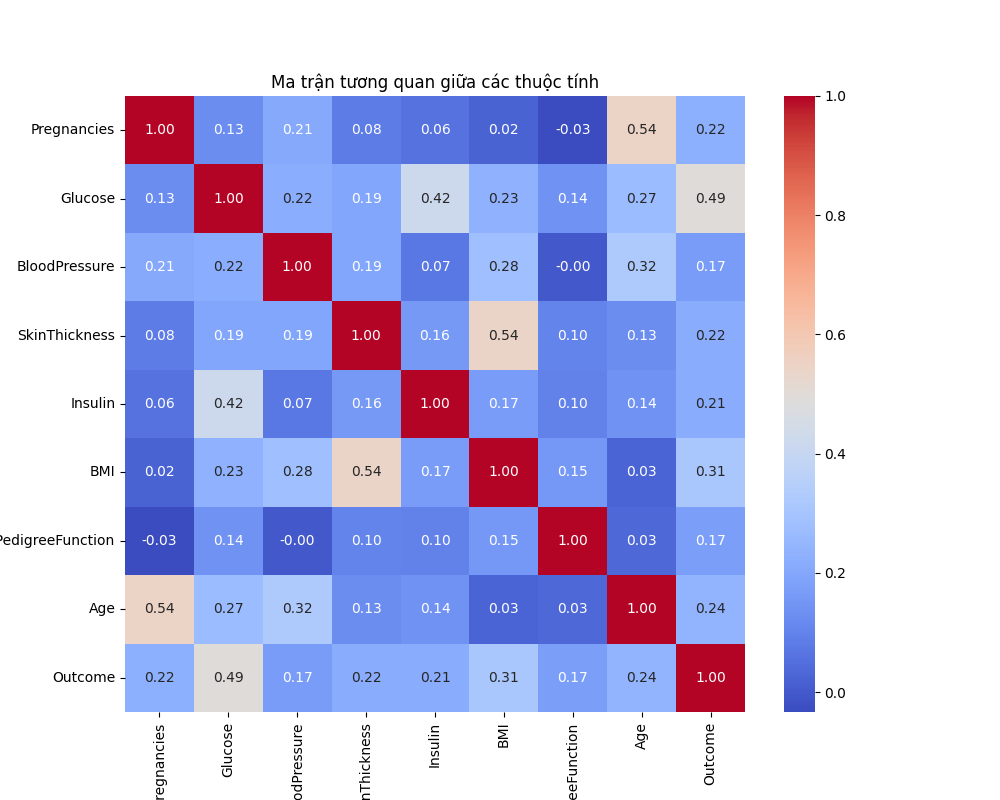 Ma trận tương quan giữa các thuộc tính
Pregnancies 1.00 0.13 0.21 0.08 0.06 0.02 -0.03 0.54 0.22
Glucose 0.13 1.00 0.22 0.19 0.42 0.23 0.14 0.27 0.49
BloodPressure 0.21 0.22 1.00 0.19 0.07 0.28 -0.00 0.32 0.17
SkinThickness 0.08 0.19 0.19 1.00 0.16 0.54 0.10 0.13 0.22
Insulin 0.06 0.42 0.07 0.16 1.00 0.17 0.10 0.14 0.21
BMI 0.02 0.23 0.28 0.54 0.17 1.00 0.15 0.03 0.31
PedigreeFunction -0.03 0.14 -0.00 0.10 0.10 0.15 1.00 0.03 0.17
Age 0.54 0.27 0.32 0.13 0.14 0.03 0.03 1.00 0.24
Outcome 0.22 0.49 0.17 0.22 0.21 0.31 0.17 0.24 1.00
regnancies
Glucose
odPressure
nThickness
Insulin
BMI
eeFunction
Age
Outcome
1.0
0.8
0.6
0.4
0.2
0.0